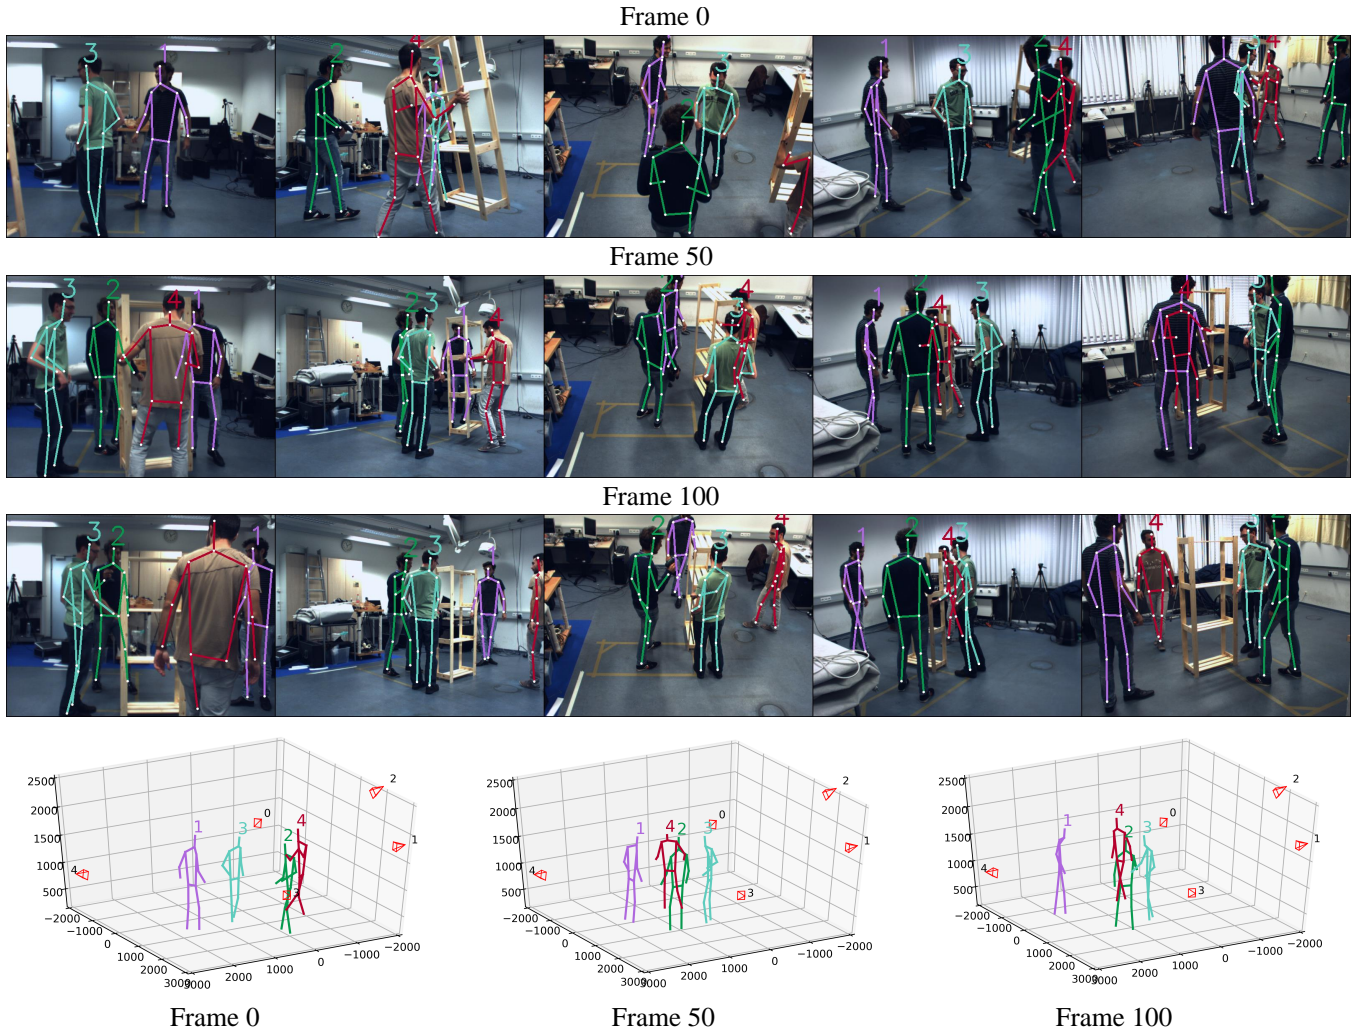 Frame 0
3 1 2 4 3 1 3 1 3 2 4 3 4 2
Frame 50
3 2 4 1 2 3 1 4 2 3 4 1 2 4 3 4 3 2
Frame 100
3 2 1 2 3 1 2 3 4 1 2 4 3 4 3 2
2500 2000 1500 1000 500 −2000 −1000 0 1000 2000 3000 3000 2000 1000 0 −1000 −2000 1 3 2 4 0 1 2 3 4
2500 2000 1500 1000 500 −2000 −1000 0 1000 2000 3000 3000 2000 1000 0 −1000 −2000 1 4 2 3 0 1 2 3 4
2500 2000 1500 1000 500 −2000 −1000 0 1000 2000 3000 3000 2000 1000 0 −1000 −2000 1 4 2 3 0 1 2 3 4
Frame 0 Frame 50 Frame 100